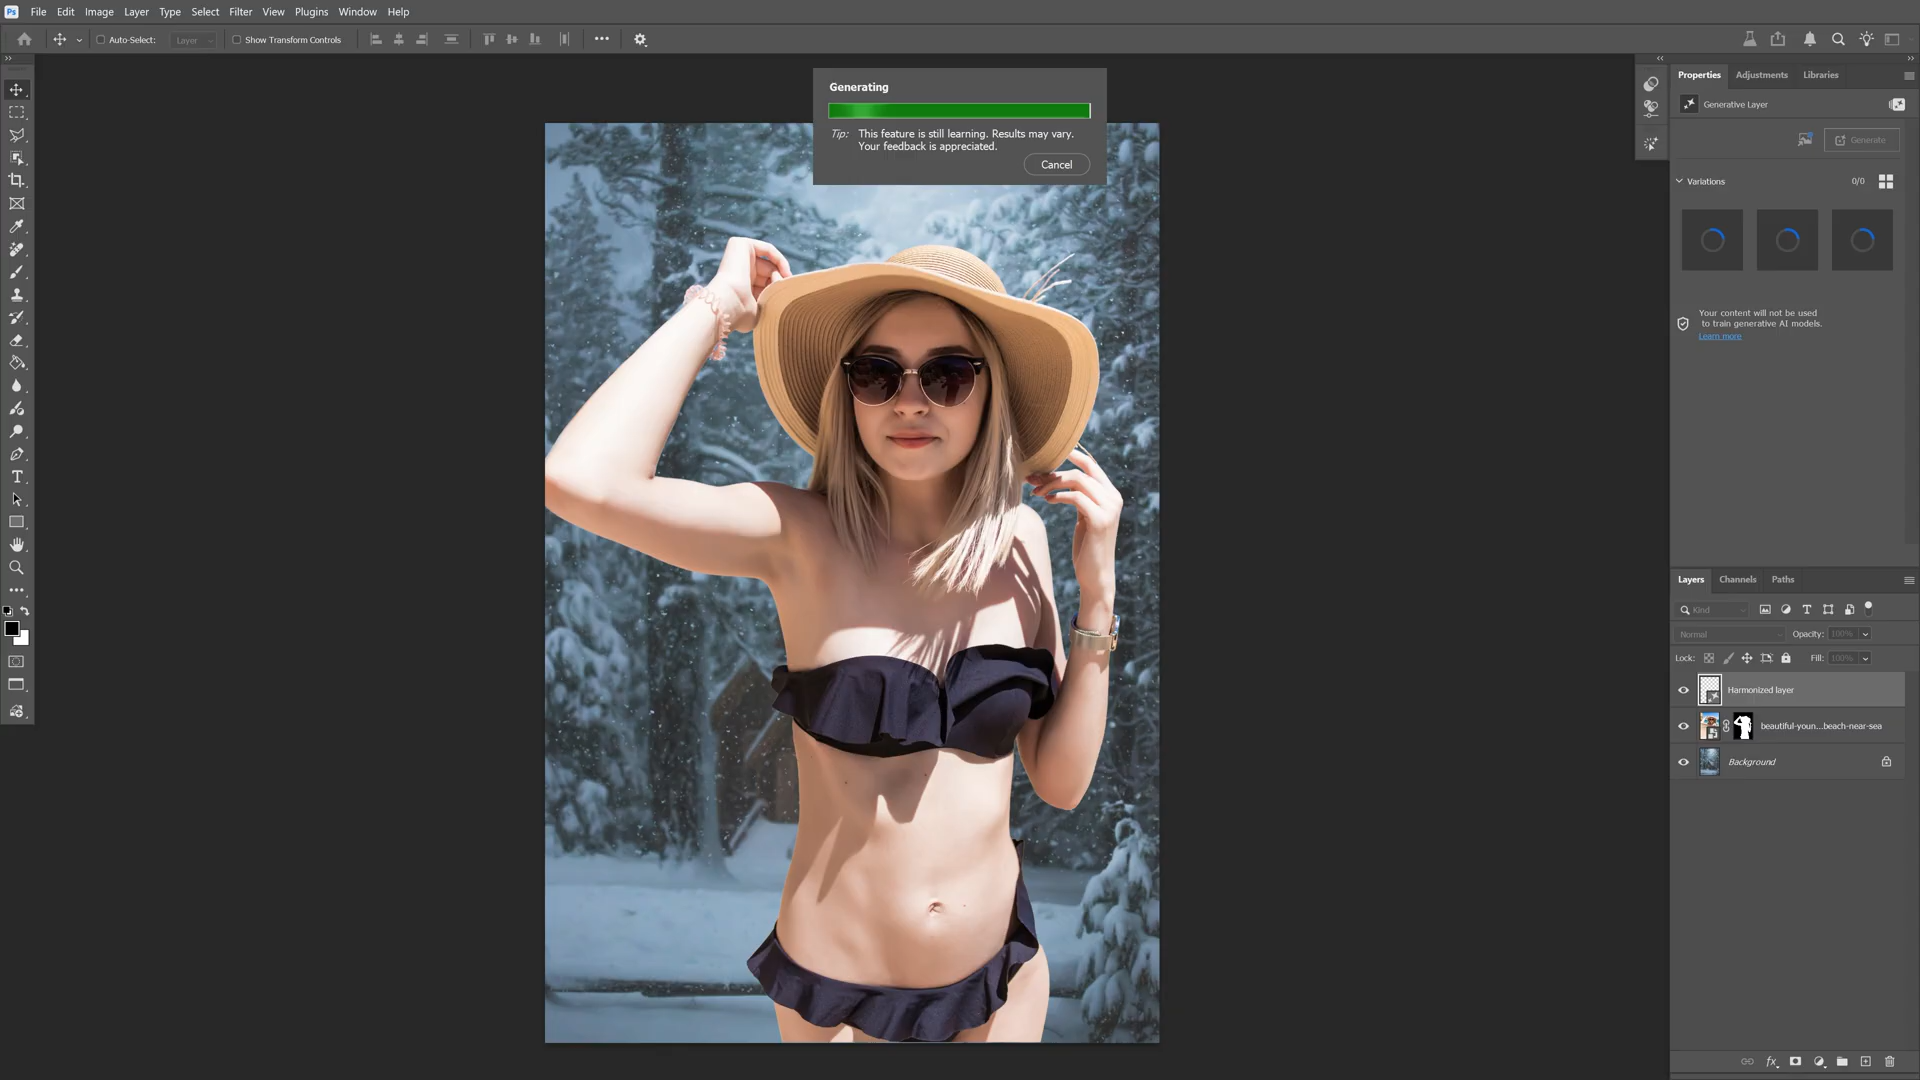 Ps File Edit Image Layer Type Select Filter View Plugins Window Help
Auto-Select: Layer Show Transform Controls
Generating
Tip: This feature is still learning. Results may vary.
Your feedback is appreciated.
Cancel
Properties Adjustments Libraries
Generative Layer
Generate
Variations 0/0
Your content will not be used
to train generative AI models.
Learn more
Layers Channels Paths
Kind
Normal Opacity: 100%
Lock: Fill: 100%
Harmonized layer
beautiful-youn...beach-near-sea
Background
fx